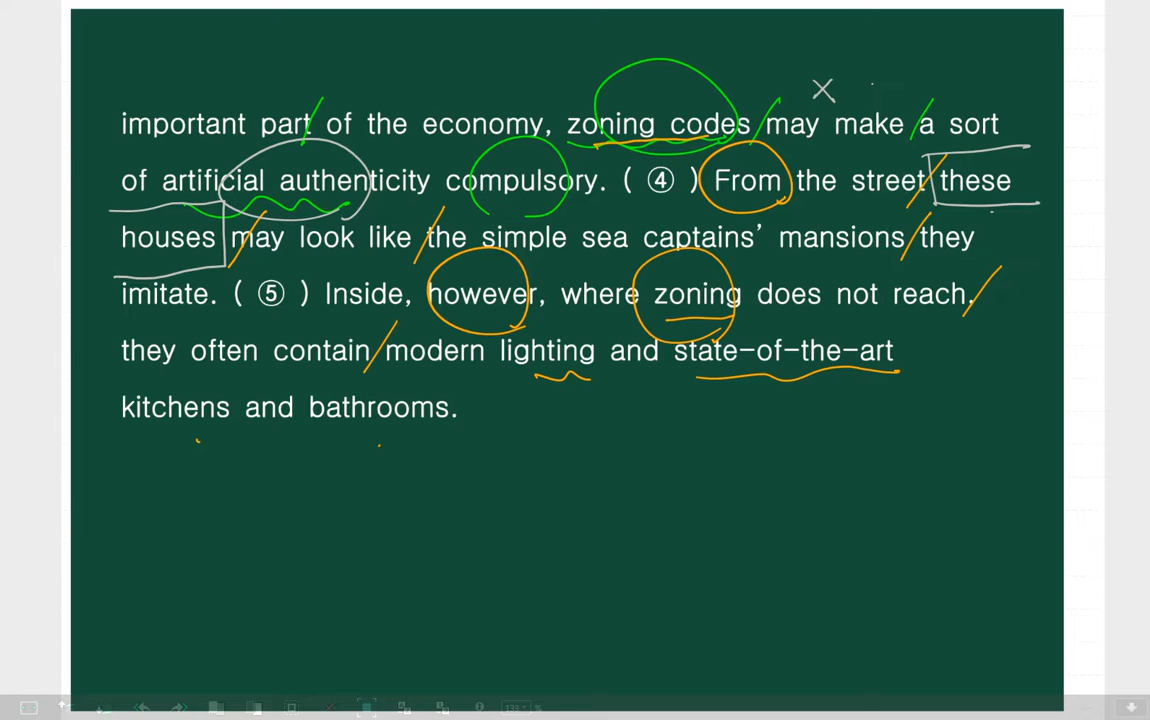 important part of the economy, zoning codes may make a sort
of artificial authenticity compulsory. ( ④ ) From the street these
houses may look like the simple sea captains’ mansions they
imitate. ( ⑤ ) Inside, however, where zoning does not reach,
they often contain modern lighting and state-of-the-art
kitchens and bathrooms.
133 %